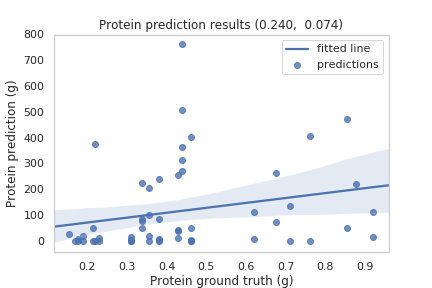 Protein prediction results (0.240,  0.074)
fitted line
predictions
Protein prediction (g)
800
700
600
500
400
300
200
100
0
0.2 0.3 0.4 0.5 0.6 0.7 0.8 0.9
Protein ground truth (g)